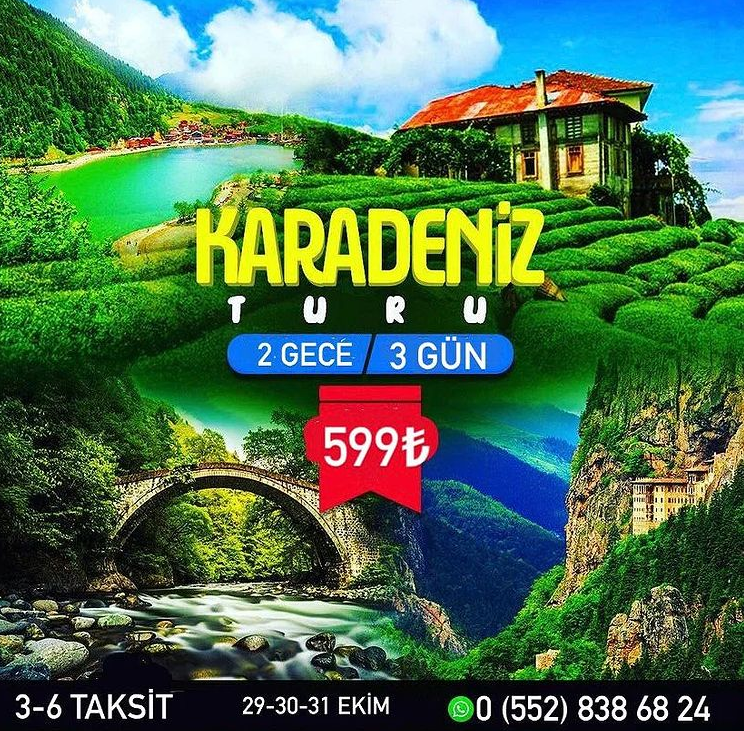 KARADENİZ
TURU
2 GECE / 3 GÜN
599₺
3-6 TAKSİT
29-30-31 EKİM
0 (552) 838 68 24